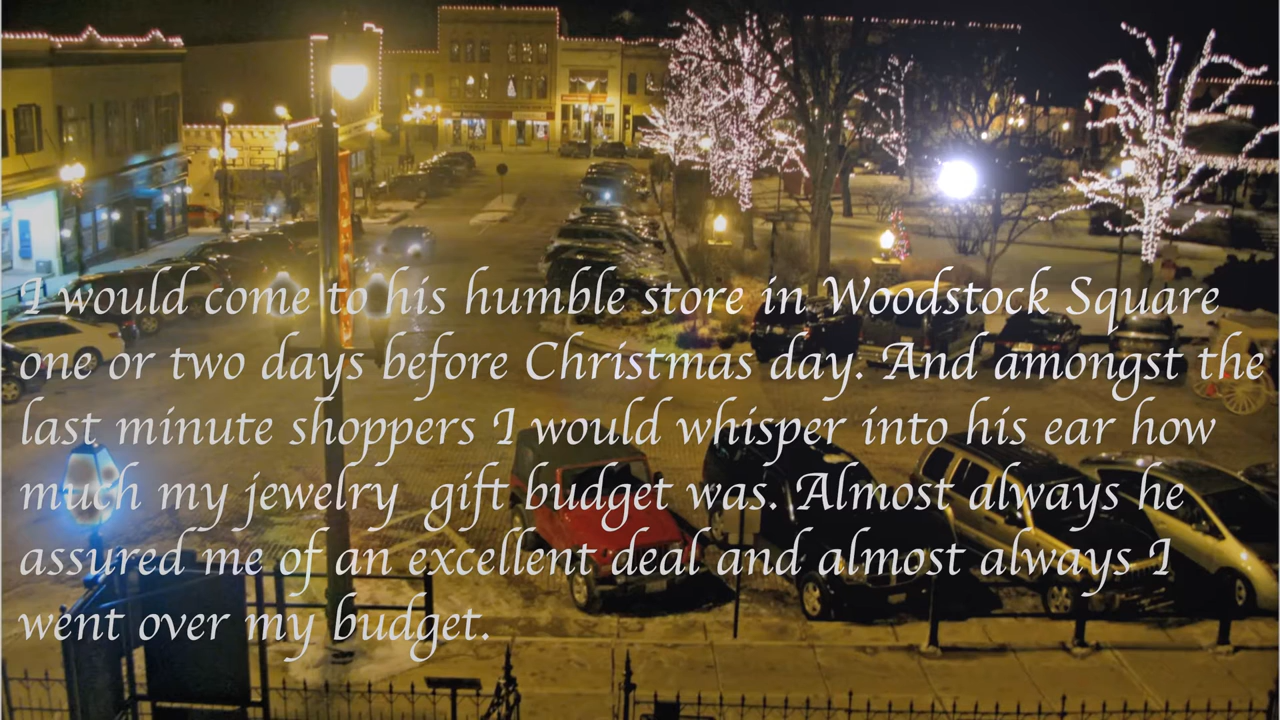 I would come to his humble store in Woodstock Square
one or two days before Christmas day. And amongst the
last minute shoppers I would whisper into his ear how
much my jewelry gift budget was. Almost always he
assured me of an excellent deal and almost always I
went over my budget.